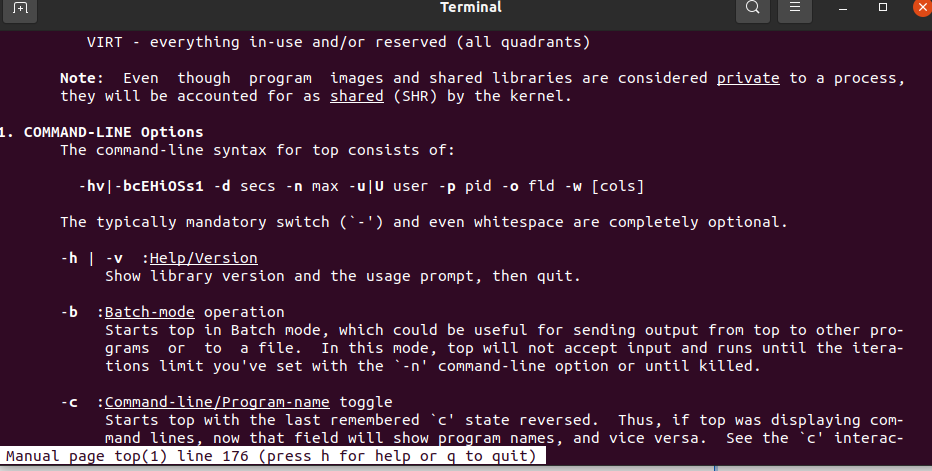 Terminal
VIRT - everything in-use and/or reserved (all quadrants)
Note:  Even  though  program  images and shared libraries are considered private to a process,
they will be accounted for as shared (SHR) by the kernel.
1. COMMAND-LINE Options
The command-line syntax for top consists of:
-hv|-bcEHiOSs1 -d secs -n max -u|U user -p pid -o fld -w [cols]
The typically mandatory switch (`-') and even whitespace are completely optional.
-h | -v  :Help/Version
Show library version and the usage prompt, then quit.
-b  :Batch-mode operation
Starts top in Batch mode, which could be useful for sending output from top to other pro-
grams  or  to  a file.  In this mode, top will not accept input and runs until the itera-
tions limit you've set with the `-n' command-line option or until killed.
-c  :Command-line/Program-name toggle
Starts top with the last remembered `c' state reversed.  Thus, if top was displaying com-
mand lines, now that field will show program names, and vice versa.  See the `c' interac-
Manual page top(1) line 176 (press h for help or q to quit)